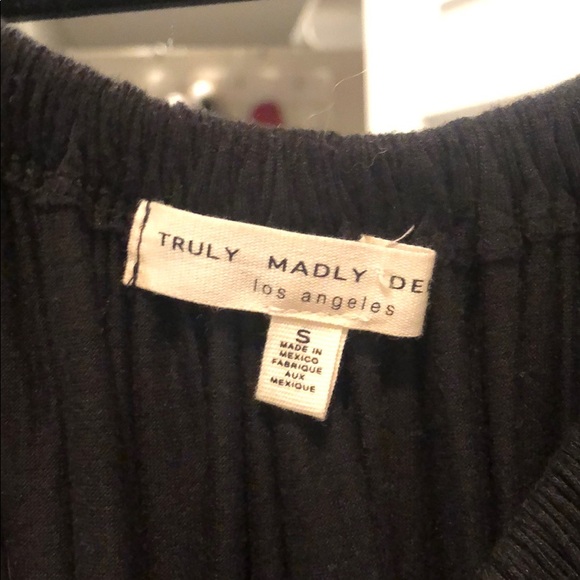 TRULY MADLY DE
los angeles
S
MADE IN
MEXICO
FABRIQUE
AUX
MEXIQUE